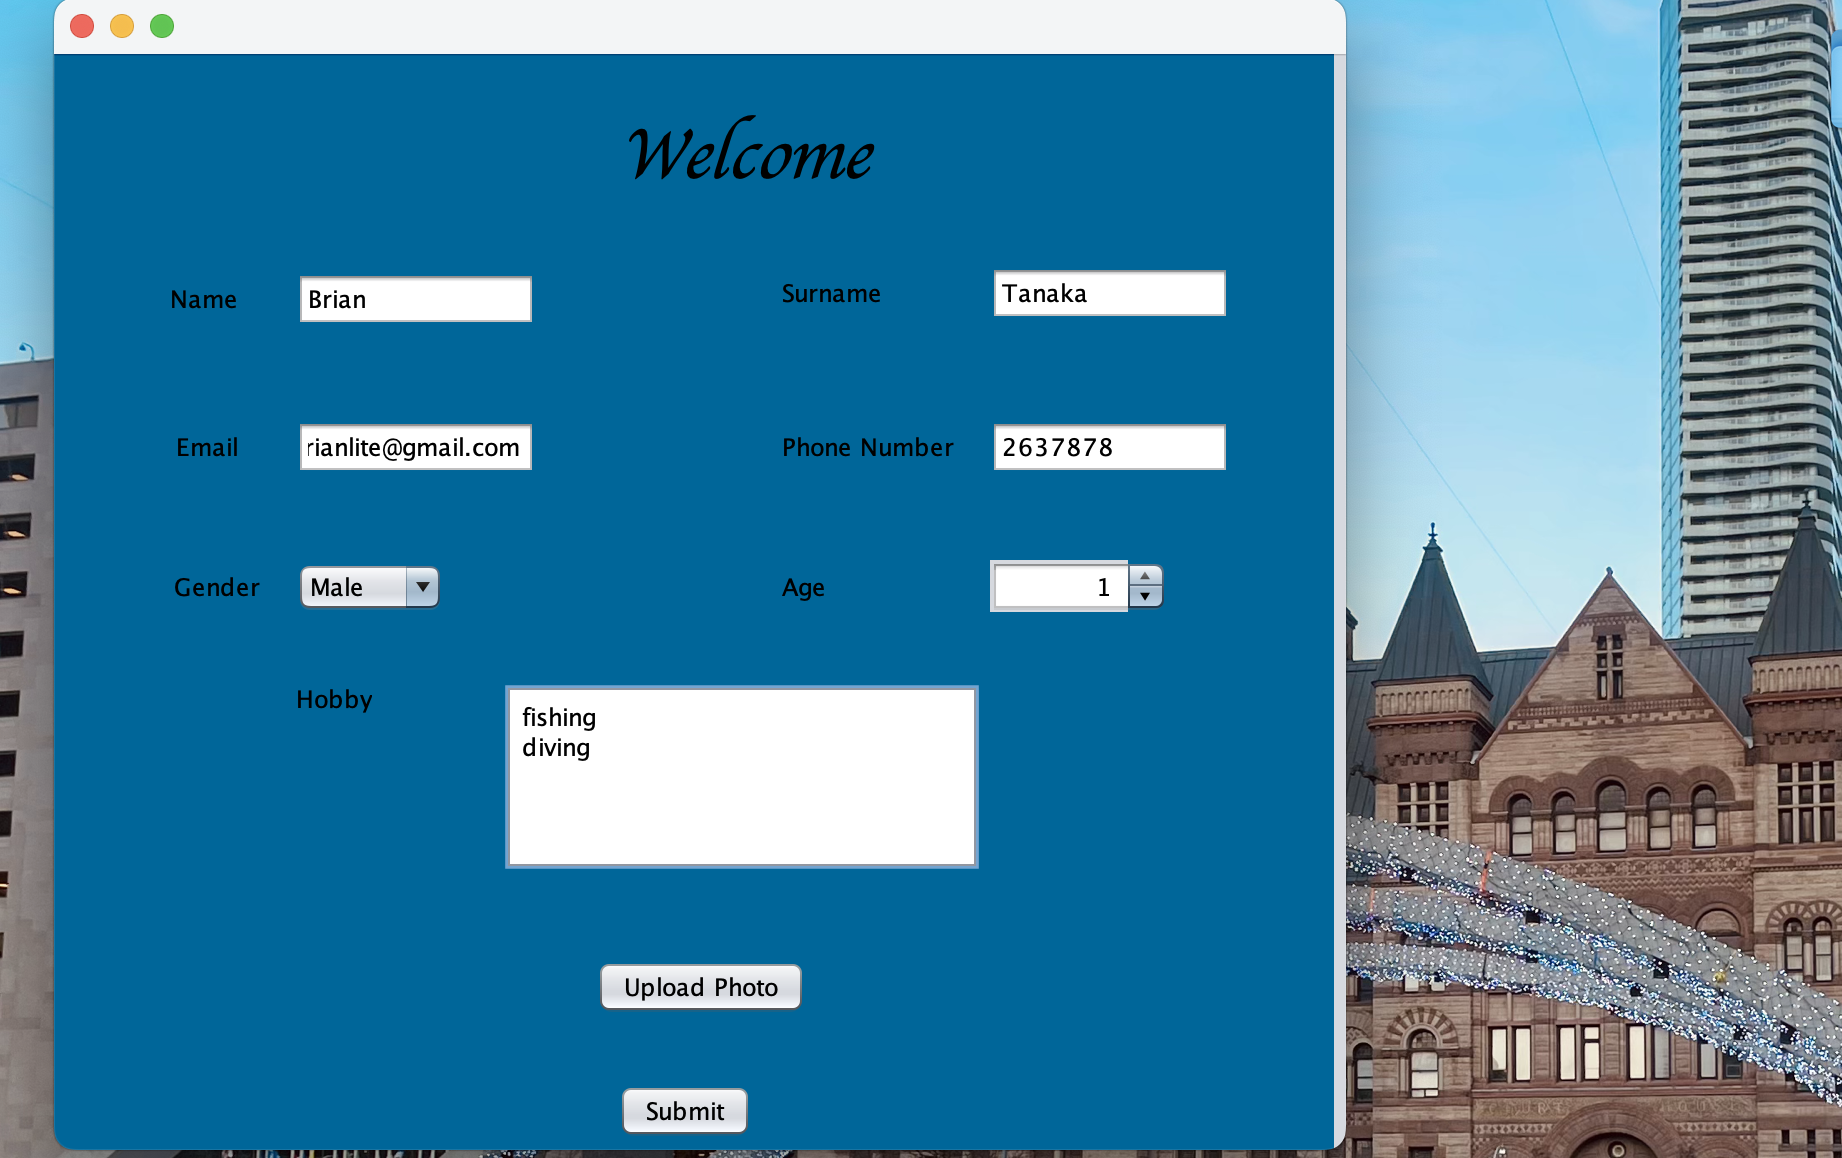 Welcome
Name Brian Surname Tanaka
Email rianlite@gmail.com Phone Number 2637878
Gender Male Age 1
Hobby fishing
diving
Upload Photo
Submit